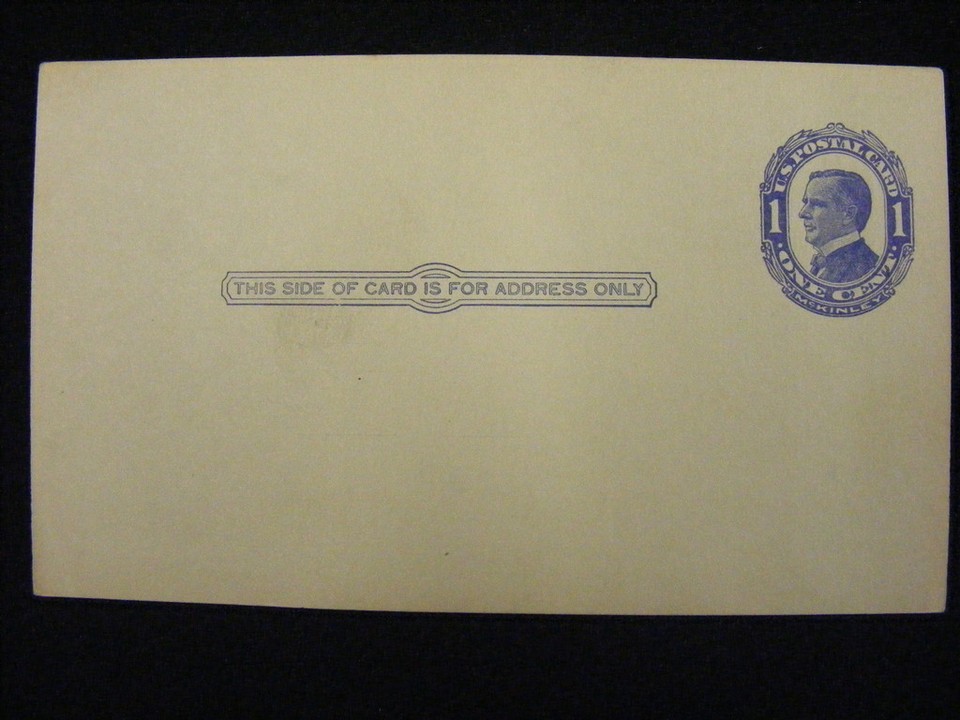 U.S. POSTAL CARD
1 1
· ONE CENT ·
McKINLEY
THIS SIDE OF CARD IS FOR ADDRESS ONLY